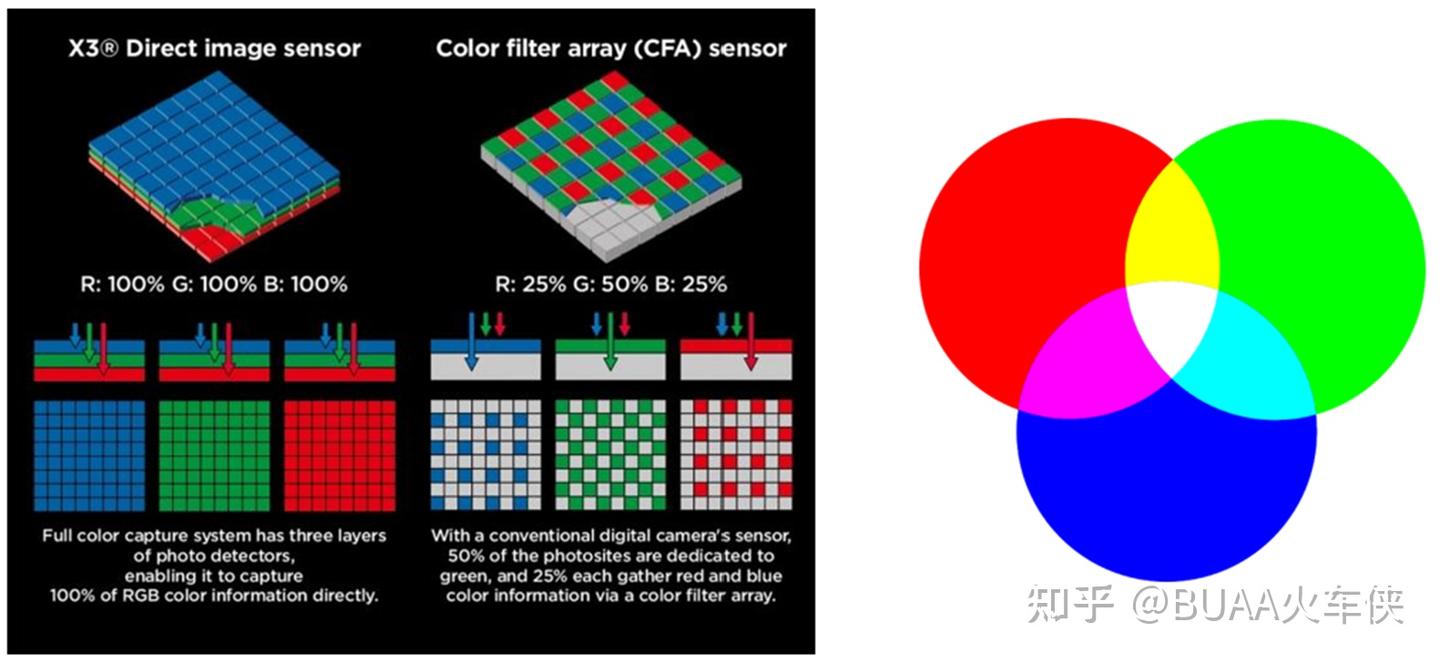 X3® Direct image sensor
R: 100% G: 100% B: 100%
Full color capture system has three layers
of photo detectors,
enabling it to capture
100% of RGB color information directly.
Color filter array (CFA) sensor
R: 25% G: 50% B: 25%
With a conventional digital camera's sensor,
50% of the photosites are dedicated to
green, and 25% each gather red and blue
color information via a color filter array.
知乎 @BUAA火车侠